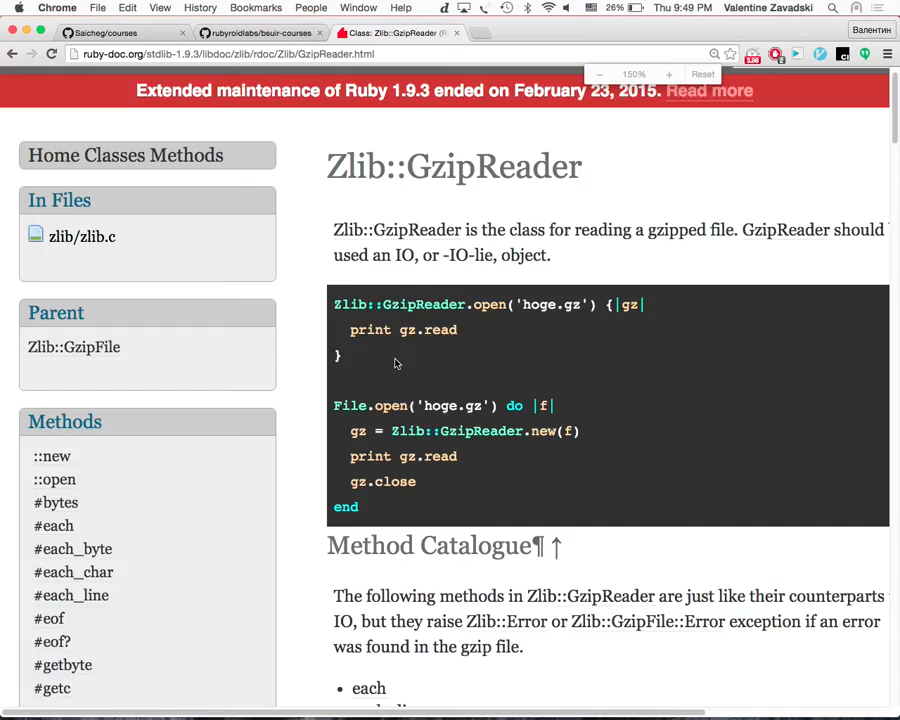 Chrome File Edit View History Bookmarks People Window Help 26% Thu 9:49 PM Valentine Zavadski
Saicheg/courses rubyroidlabs/bsuir-courses Class: Zlib::GzipReader (R Валентин
ruby-doc.org/stdlib-1.9.3/libdoc/zlib/rdoc/Zlib/GzipReader.html
− 150% + Reset
Extended maintenance of Ruby 1.9.3 ended on February 23, 2015. Read more
Home Classes Methods
In Files
zlib/zlib.c
Parent
Zlib::GzipFile
Methods
::new
::open
#bytes
#each
#each_byte
#each_char
#each_line
#eof
#eof?
#getbyte
#getc
Zlib::GzipReader
Zlib::GzipReader is the class for reading a gzipped file. GzipReader should
used an IO, or -IO-lie, object.
Zlib::GzipReader.open('hoge.gz') {|gz|
print gz.read
}
File.open('hoge.gz') do |f|
gz = Zlib::GzipReader.new(f)
print gz.read
gz.close
end
Method Catalogue¶ ↑
The following methods in Zlib::GzipReader are just like their counterparts
IO, but they raise Zlib::Error or Zlib::GzipFile::Error exception if an error
was found in the gzip file.
• each